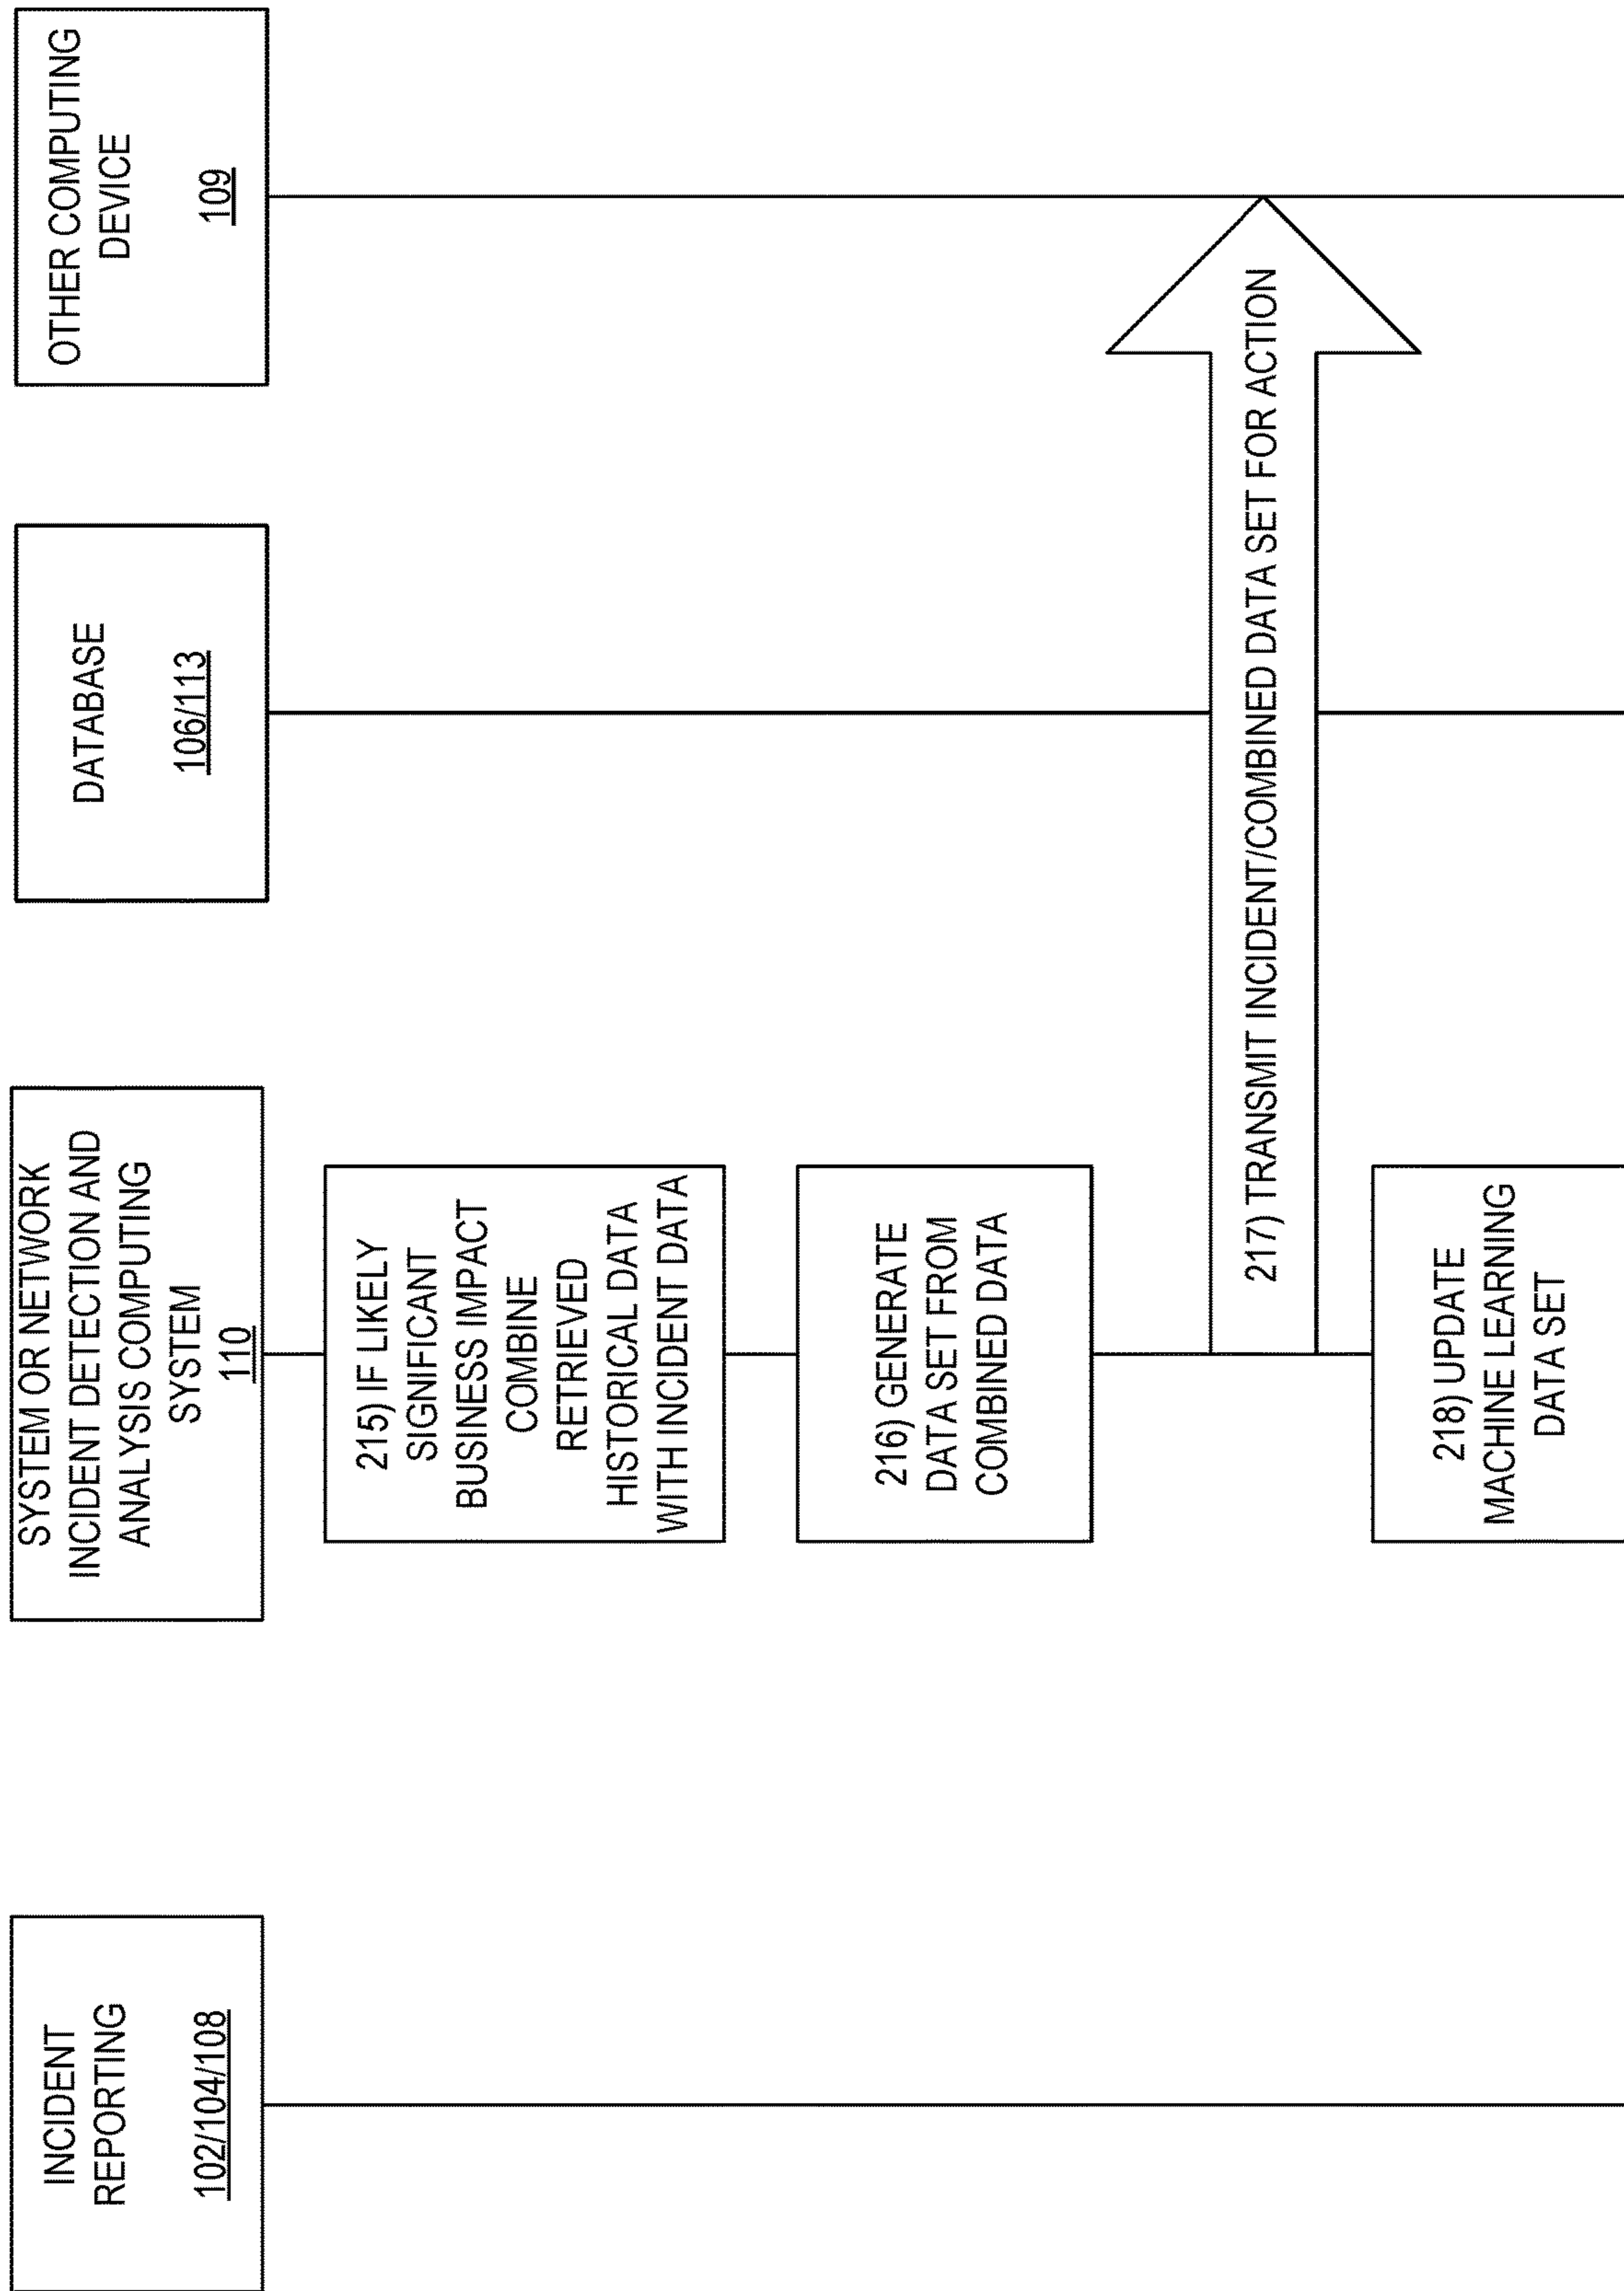 INCIDENT
REPORTING
102/104/108
SYSTEM OR NETWORK
INCIDENT DETECTION AND
ANALYSIS COMPUTING
SYSTEM
110
DATABASE
106/113
OTHER COMPUTING
DEVICE
109
215) IF LIKELY
SIGNIFICANT
BUSINESS IMPACT
COMBINE
RETRIEVED
HISTORICAL DATA
WITH INCIDENT DATA
216) GENERATE
DATA SET FROM
COMBINED DATA
217) TRANSMIT INCIDENT/COMBINED DATA SET FOR ACTION
218) UPDATE
MACHINE LEARNING
DATA SET